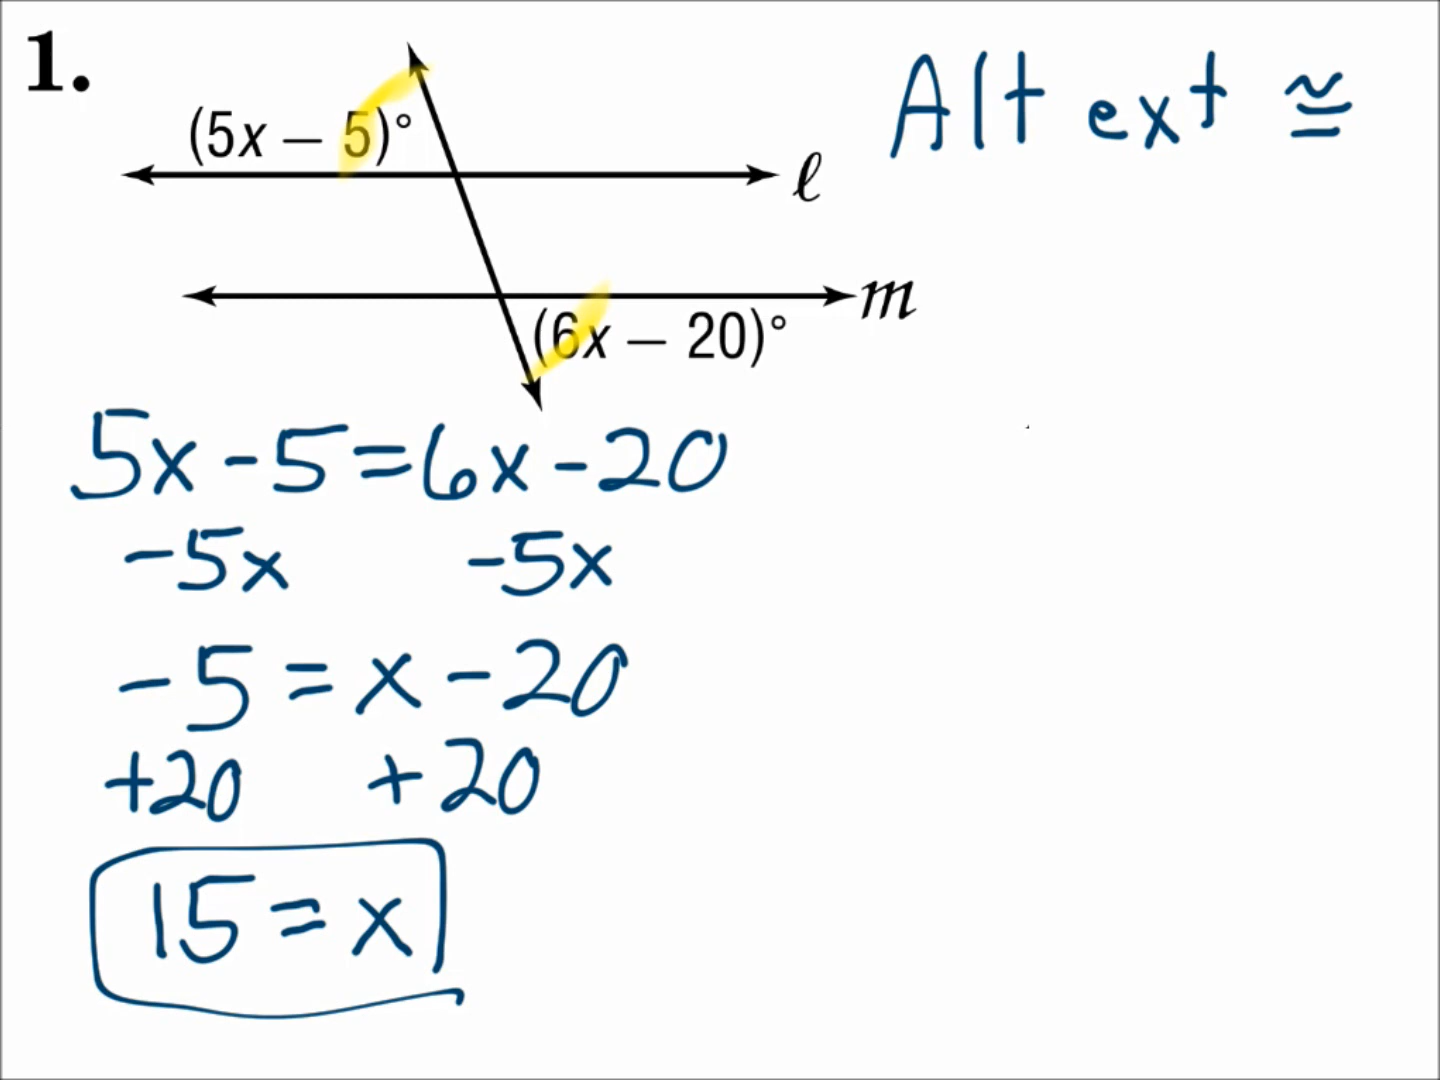 1.
Alt ext ≅
(5x – 5)°
ℓ
m
(6x – 20)°
5x - 5 = 6x - 20
-5x -5x
-5 = x - 20
+20 +20
15 = x